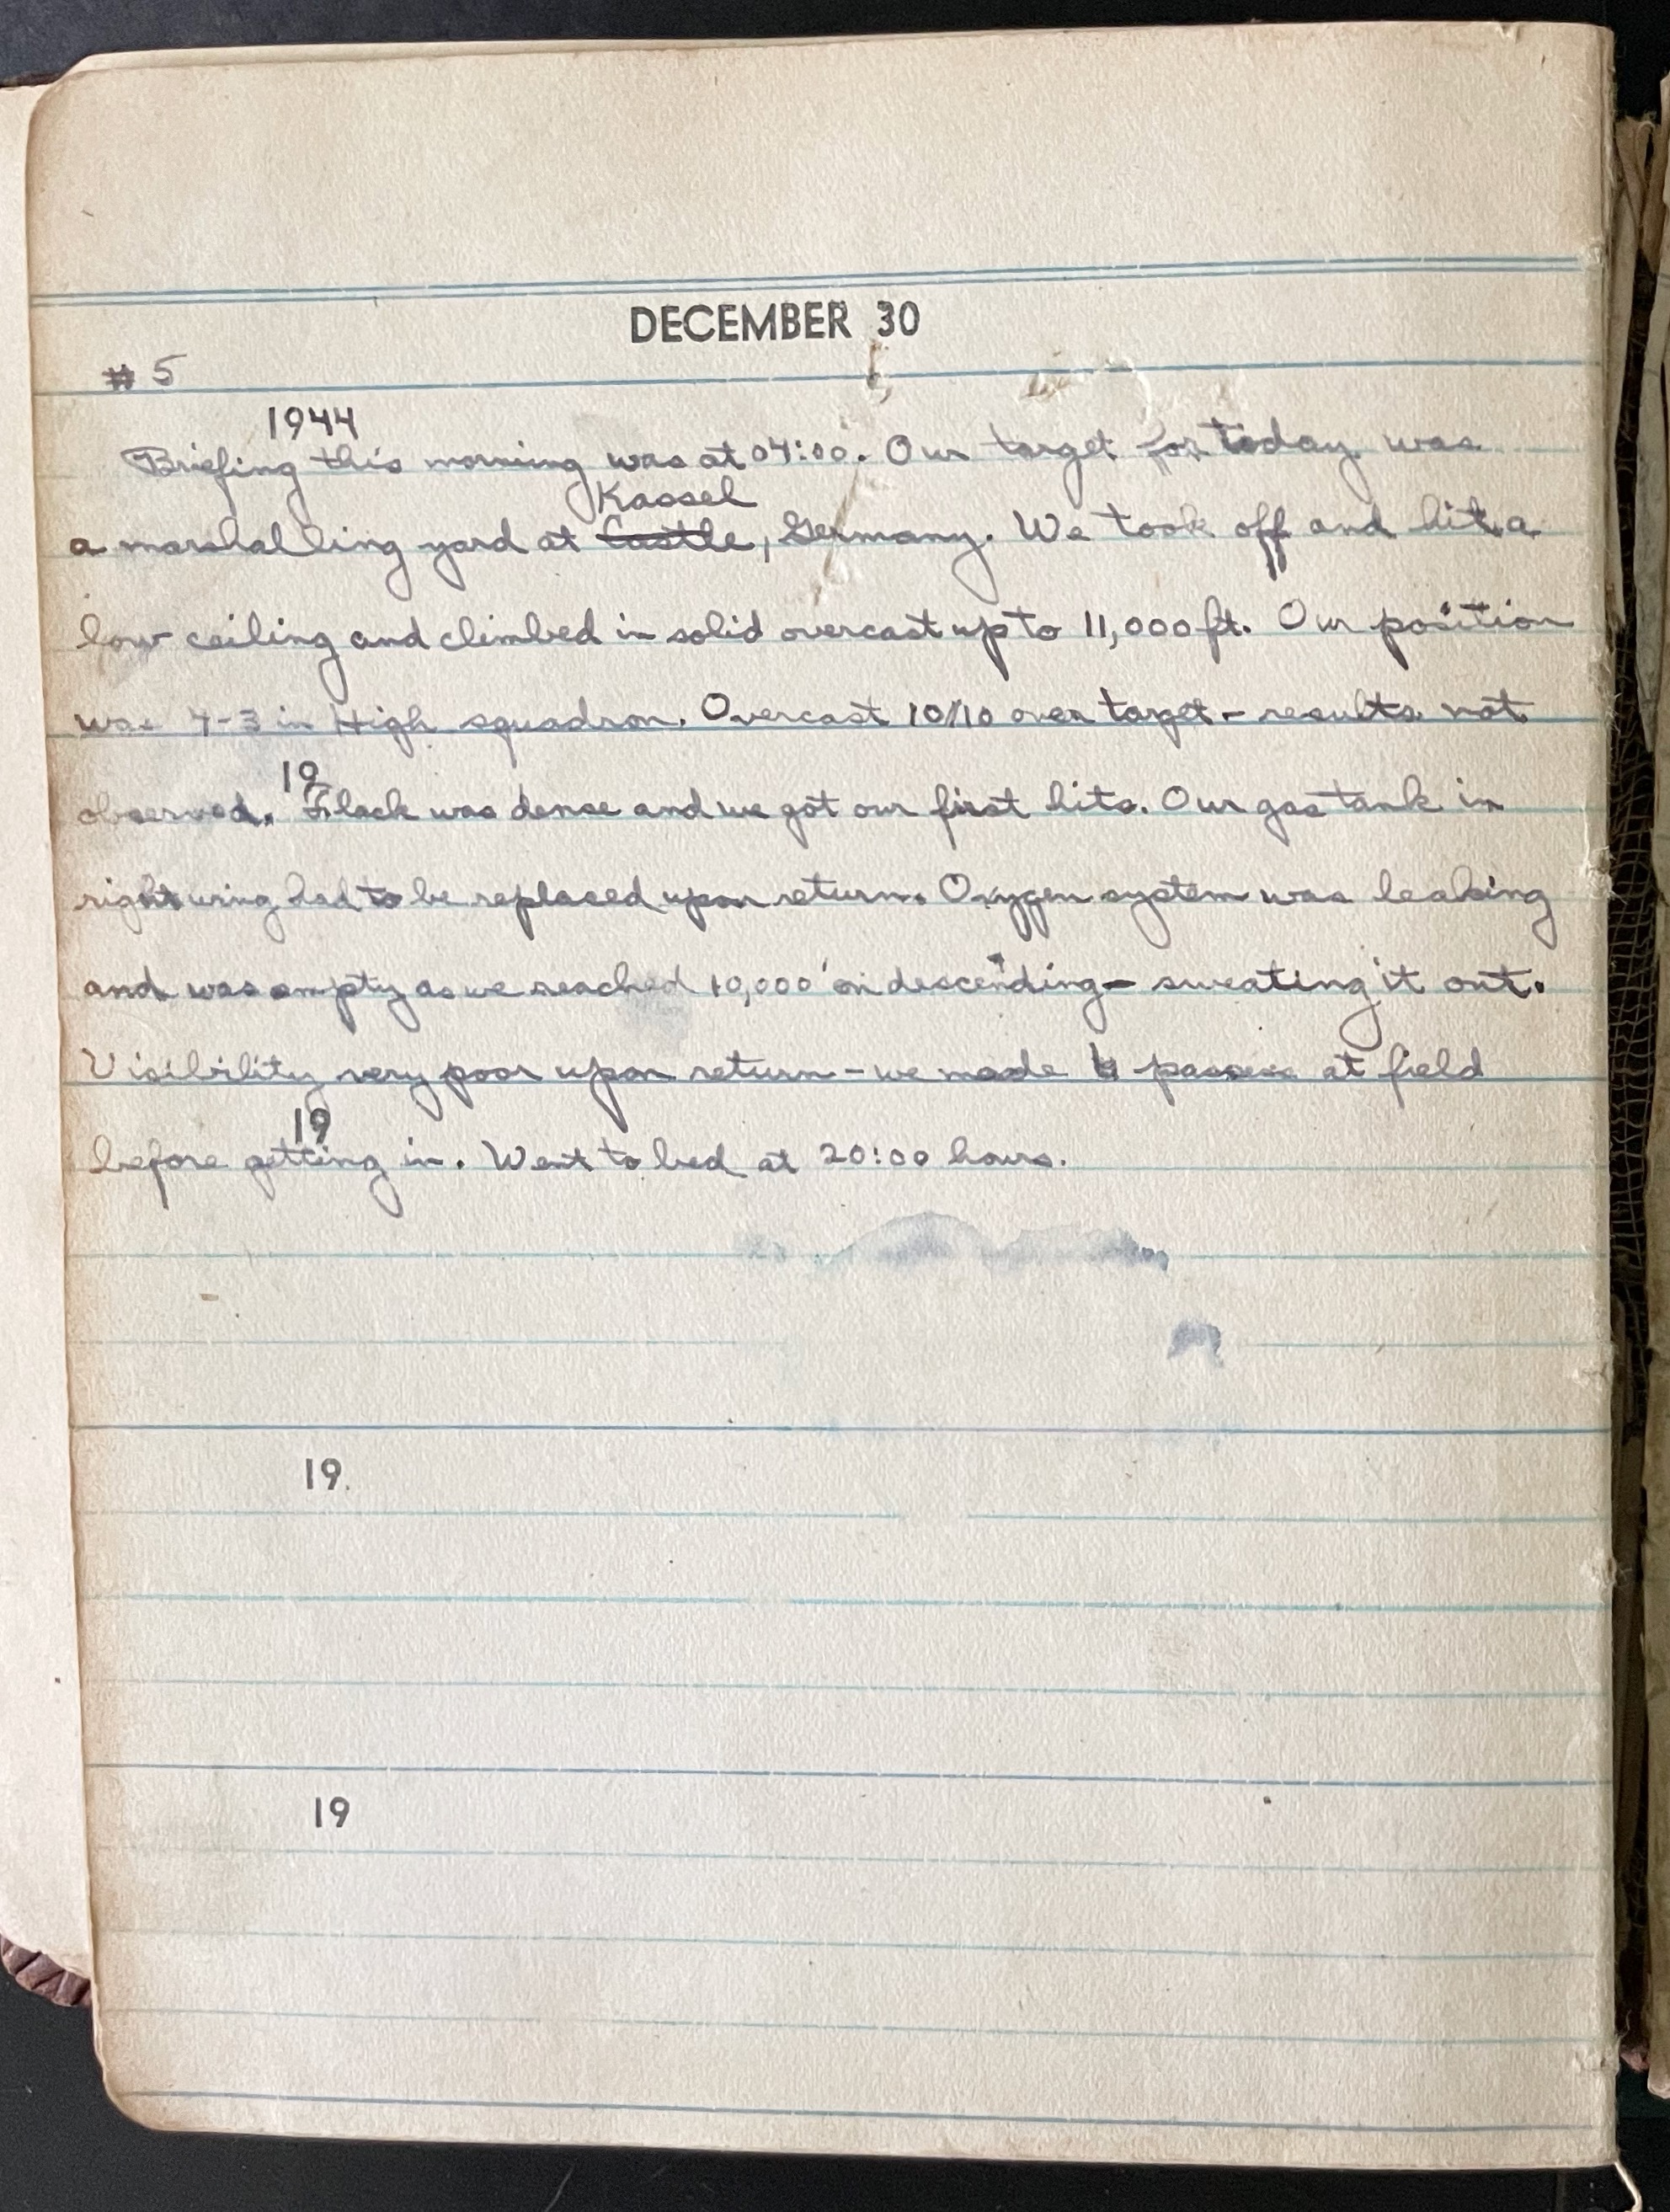 DECEMBER 30
# 5
1944
Briefing this morning was at 04:00. Our target for today was
Kassel
a marshalling yard at Castle, Germany. We took off and hit a
low ceiling and climbed in solid overcast up to 11,000 ft. Our position
was 4-3 in High squadron. Overcast 10/10 over target - results not
19
observed. Flack was dense and we got our first hits. Our gas tank in
right wing had to be replaced upon return. Oxygen system was leaking
and was empty as we reached 10,000' on descending - sweating it out.
Visibility very poor upon return - we made 4 passes at field
19
before getting in. Went to bed at 20:00 hours.
19
19